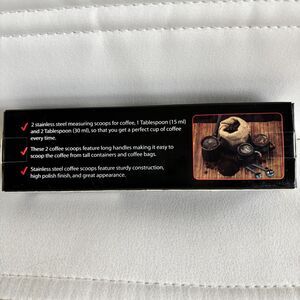 2 stainless steel measuring scoops for coffee, 1 Tablespoon (15 ml)
and 2 Tablespoon (30 ml), so that you get a perfect cup of coffee
every time.
These 2 coffee scoops feature long handles making it easy to
scoop the coffee from tall containers and coffee bags.
Stainless steel coffee scoops feature sturdy construction,
high polish finish, and great appearance.